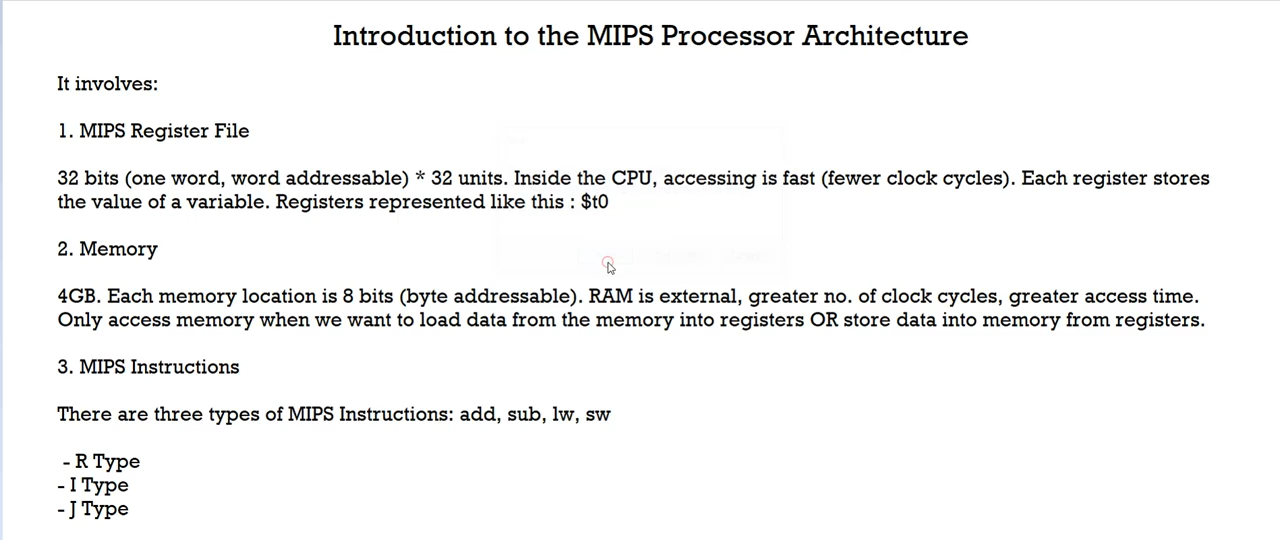 Introduction to the MIPS Processor Architecture
It involves:
1. MIPS Register File
32 bits (one word, word addressable) * 32 units. Inside the CPU, accessing is fast (fewer clock cycles). Each register stores
the value of a variable. Registers represented like this : $t0
2. Memory
4GB. Each memory location is 8 bits (byte addressable). RAM is external, greater no. of clock cycles, greater access time.
Only access memory when we want to load data from the memory into registers OR store data into memory from registers.
3. MIPS Instructions
There are three types of MIPS Instructions: add, sub, lw, sw
- R Type
- I Type
- J Type